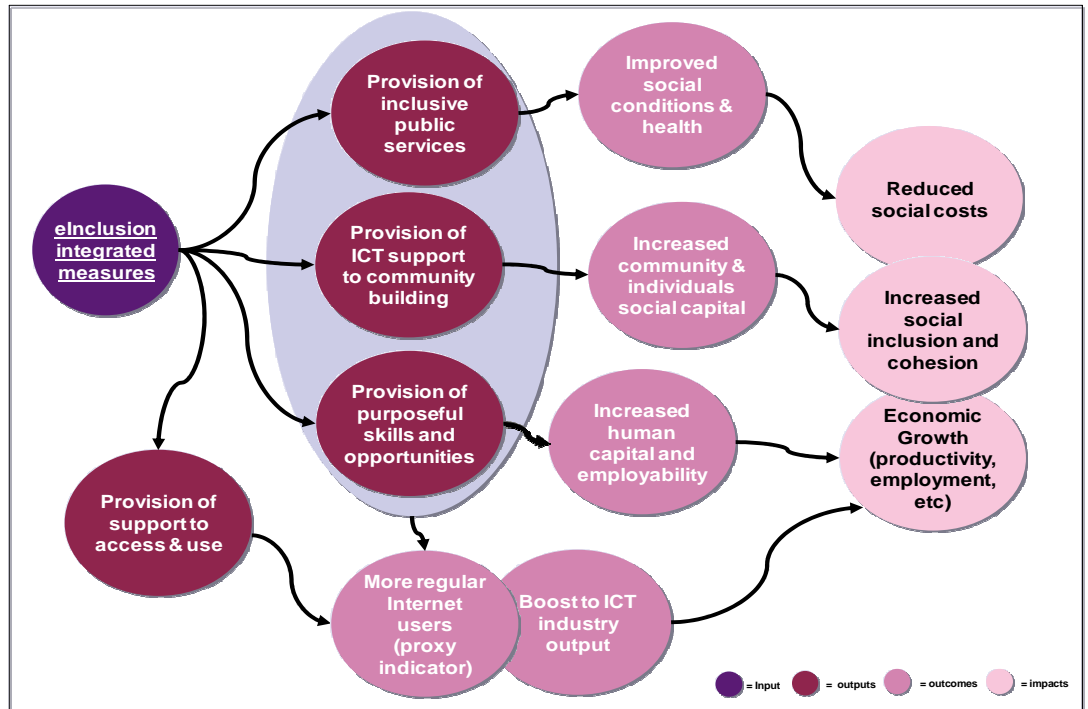 eInclusion
integrated
measures
Provision of
inclusive
public
services
Provision of
ICT support
to community
building
Provision of
purposeful
skills and
opportunities
Provision of
support to
access & use
Improved
social
conditions &
health
Increased
community &
individuals
social capital
Increased
human
capital and
employability
More regular
Internet
users
(proxy
indicator)
Boost to ICT
industry
output
Reduced
social costs
Increased
social
inclusion and
cohesion
Economic
Growth
(productivity,
employment,
etc)
= Input
= outputs
= outcomes
= impacts